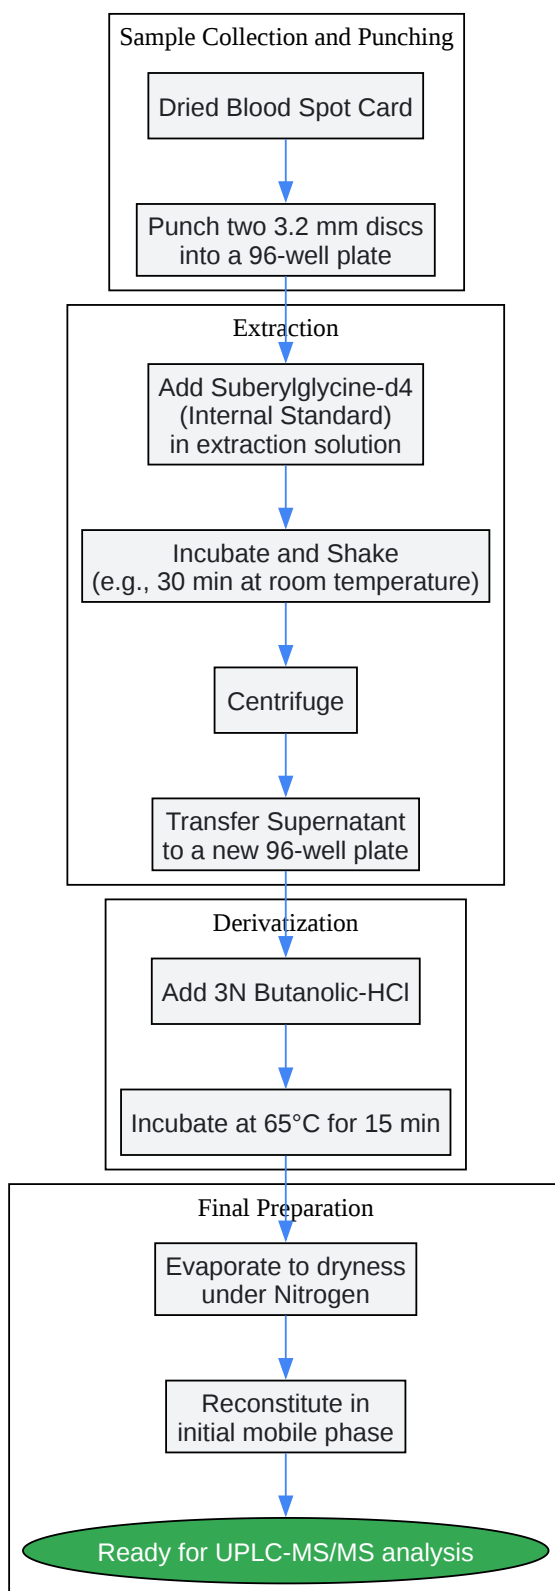 Sample Collection and Punching
Dried Blood Spot Card
Punch two 3.2 mm discs
into a 96-well plate
Extraction
Add Suberylglycine-d4
(Internal Standard)
in extraction solution
Incubate and Shake
(e.g., 30 min at room temperature)
Centrifuge
Transfer Supernatant
to a new 96-well plate
Derivatization
Add 3N Butanolic-HCl
Incubate at 65°C for 15 min
Final Preparation
Evaporate to dryness
under Nitrogen
Reconstitute in
initial mobile phase
Ready for UPLC-MS/MS analysis